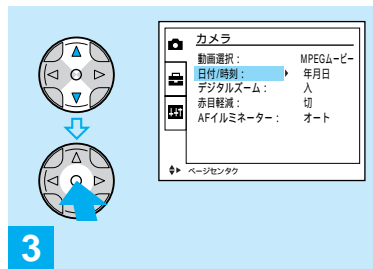 カメラ
動画選択： MPEGムービー
日付/時刻： 年月日
デジタルズーム： 入
赤目軽減： 切
AFイルミネーター： オート
ページセンタク
3